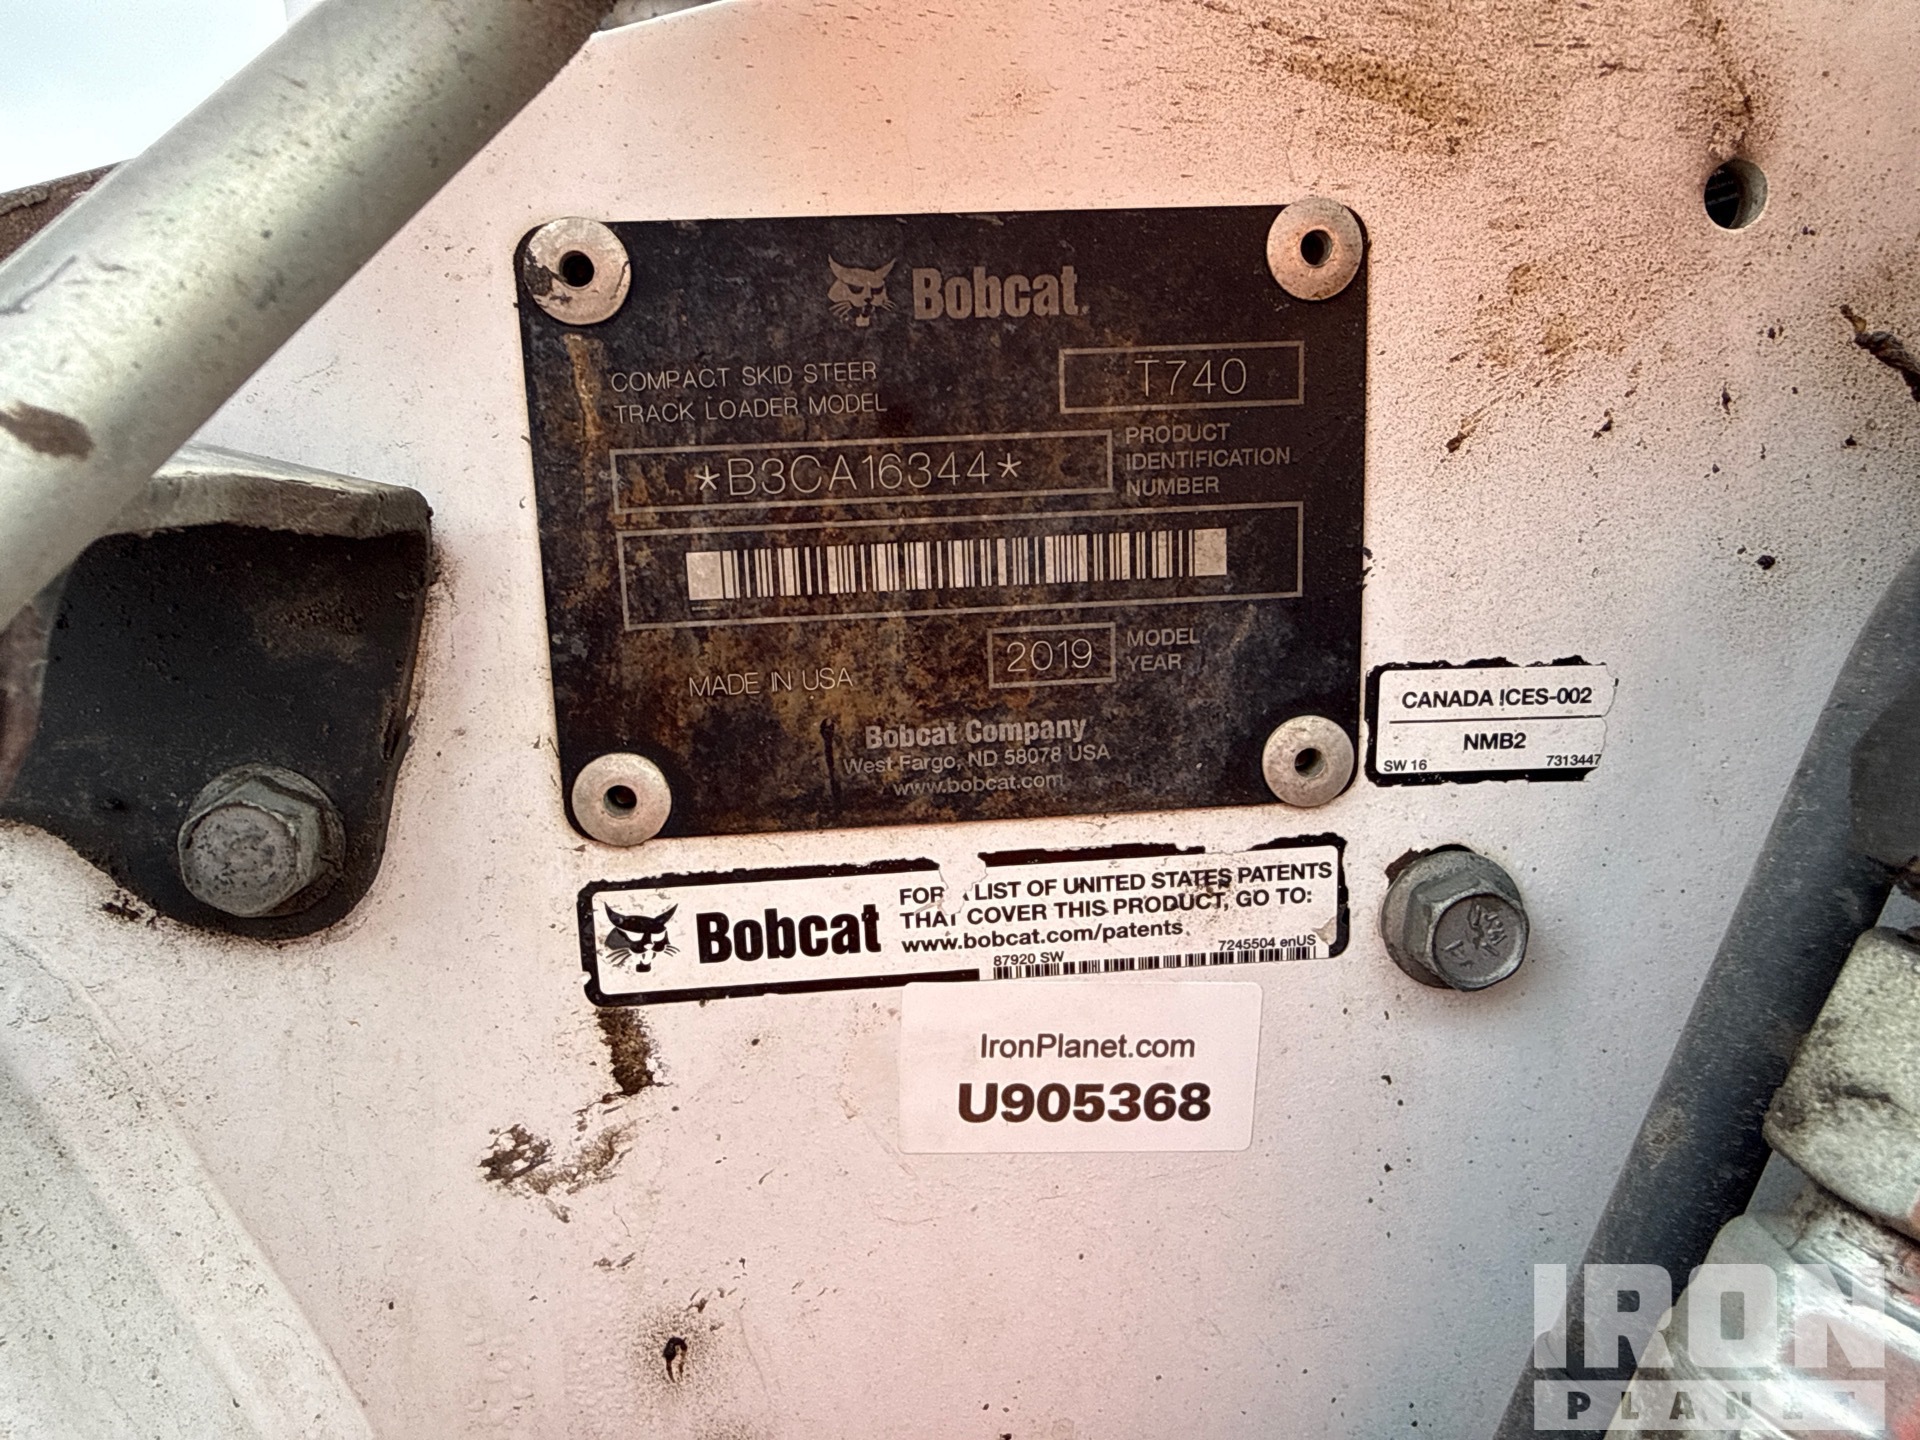 Bobcat.
COMPACT SKID STEER
TRACK LOADER MODEL
T740
*B3CA16344*
PRODUCT
IDENTIFICATION
NUMBER
2019
MODEL
YEAR
MADE IN USA
Bobcat Company
West Fargo, ND 58078 USA
www.bobcat.com
CANADA ICES-002
NMB2
SW 16
7313447
Bobcat
FOR A LIST OF UNITED STATES PATENTS
THAT COVER THIS PRODUCT, GO TO:
www.bobcat.com/patents
7245504 enUS
87920 SW
IronPlanet.com
U905368
IRON
PLANET